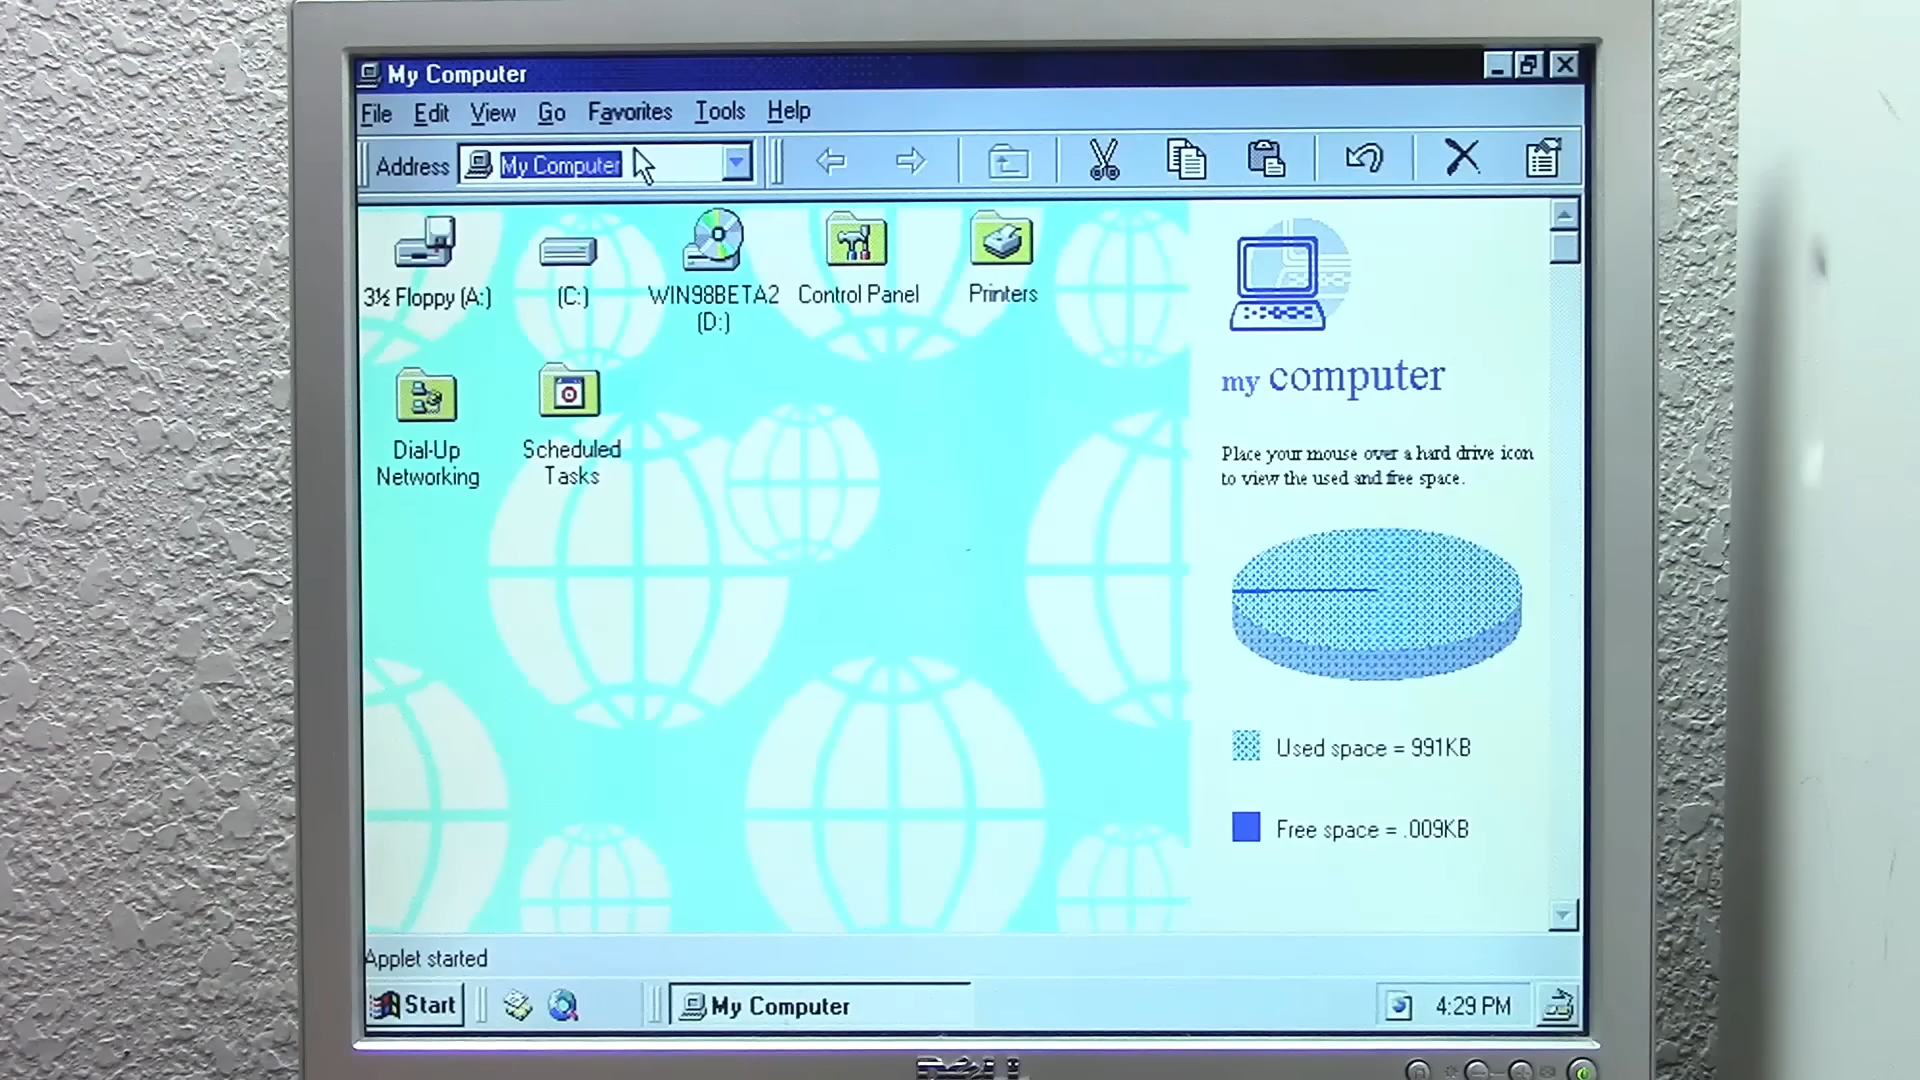 My Computer
File Edit View Go Favorites Tools Help
Address My Computer
3½ Floppy (A:) (C:) WIN98BETA2 (D:) Control Panel Printers
Dial-Up Networking Scheduled Tasks
my computer
Place your mouse over a hard drive icon
to view the used and free space.
Used space = 991KB
Free space = .009KB
Applet started
Start My Computer 4:29 PM
DELL